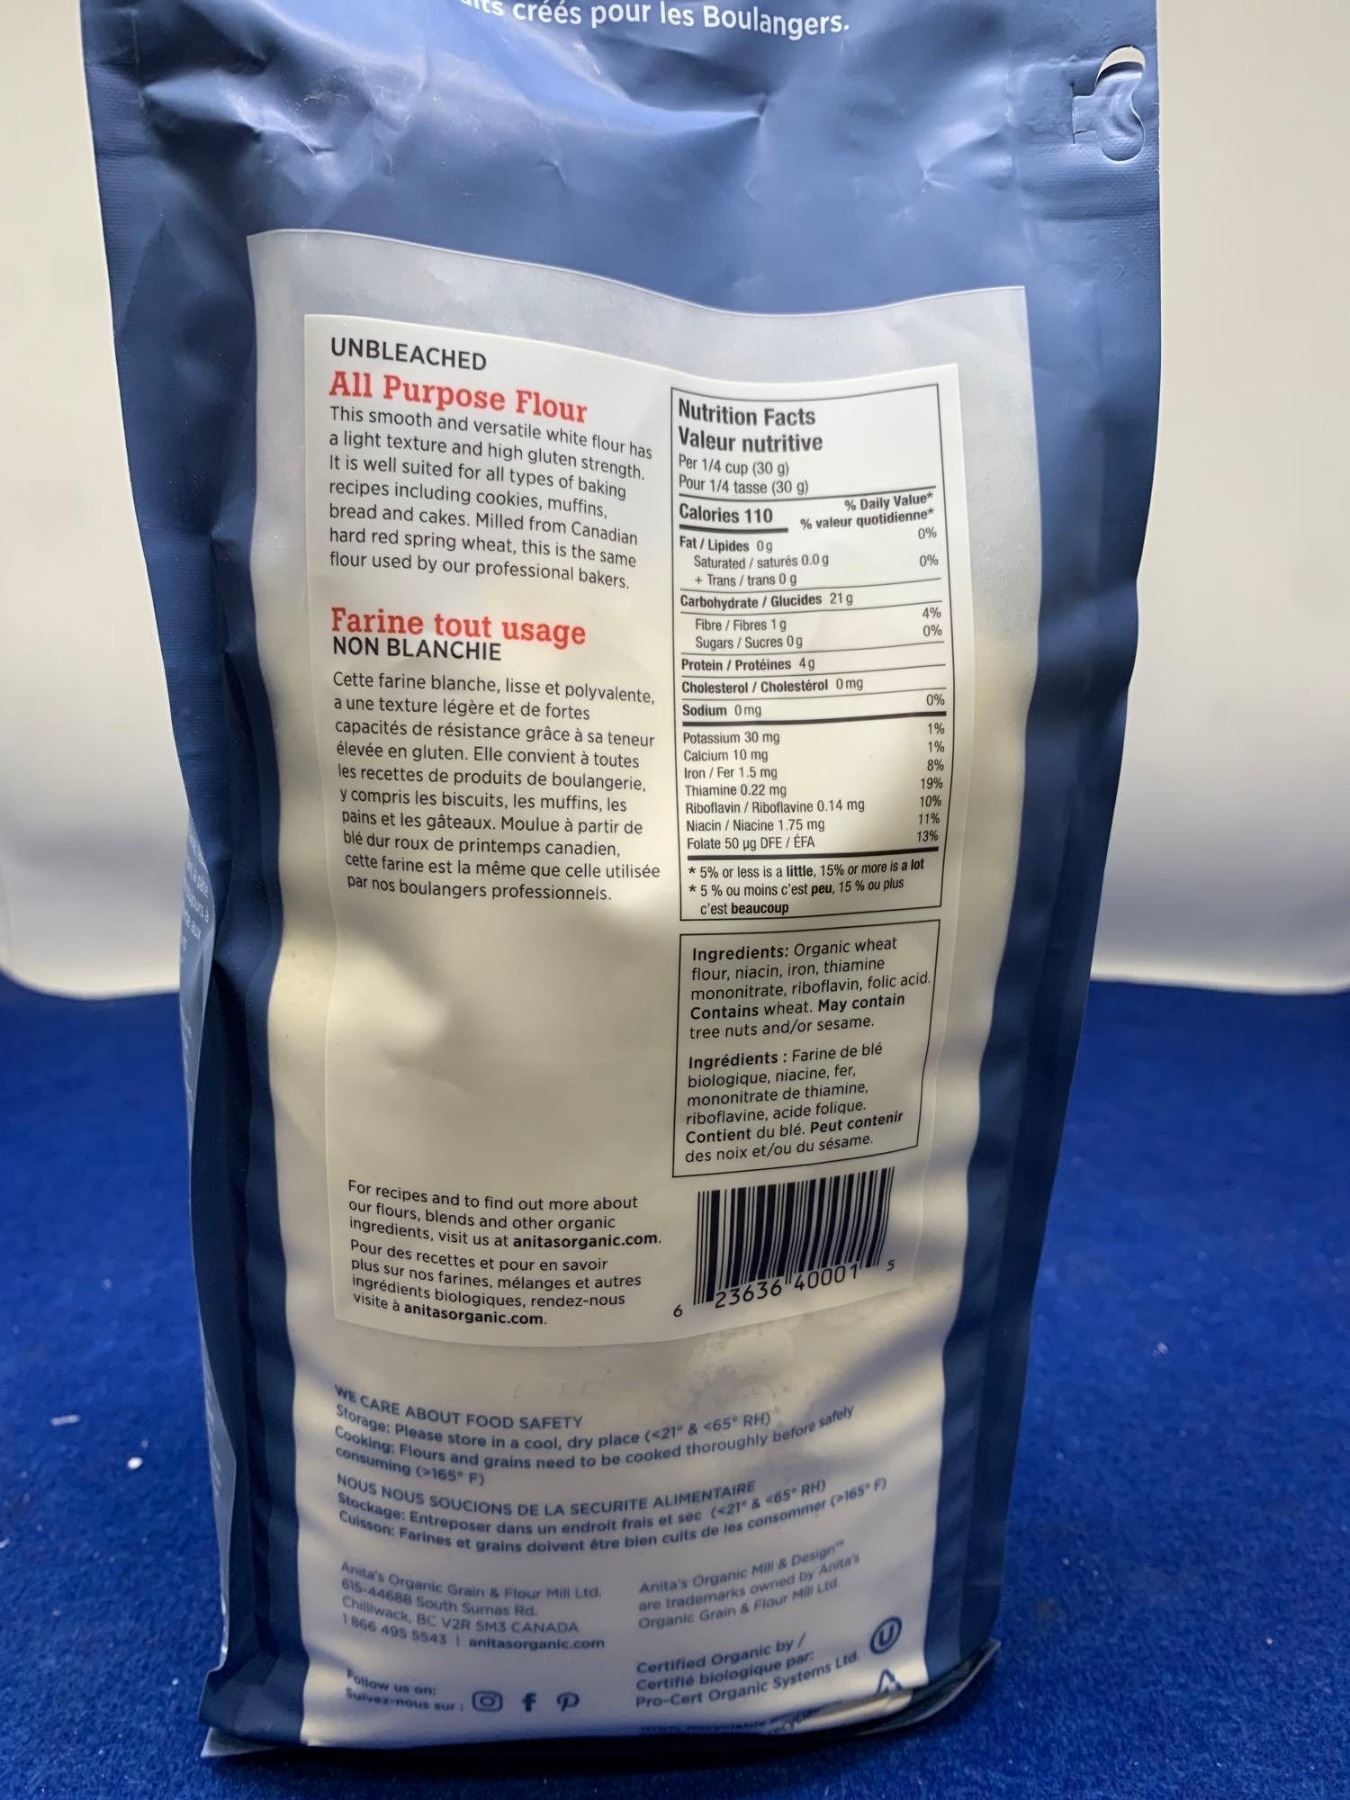 créés pour les Boulangers.
UNBLEACHED
All Purpose Flour
This smooth and versatile white flour has
a light texture and high gluten strength.
It is well suited for all types of baking
recipes including cookies, muffins,
bread and cakes. Milled from Canadian
hard red spring wheat, this is the same
flour used by our professional bakers.
Farine tout usage
NON BLANCHIE
Cette farine blanche, lisse et polyvalente,
a une texture légère et de fortes
capacités de résistance grâce à sa teneur
élevée en gluten. Elle convient à toutes
les recettes de produits de boulangerie,
y compris les biscuits, les muffins, les
pains et les gâteaux. Moulue à partir de
blé dur roux de printemps canadien,
cette farine est la même que celle utilisée
par nos boulangers professionnels.
Nutrition Facts
Valeur nutritive
Per 1/4 cup (30 g)
Pour 1/4 tasse (30 g)
% Daily Value*
Calories 110 % valeur quotidienne*
Fat / Lipides 0 g 0%
Saturated / saturés 0.0 g
+ Trans / trans 0 g 0%
Carbohydrate / Glucides 21 g
Fibre / Fibres 1 g 4%
Sugars / Sucres 0 g 0%
Protein / Protéines 4 g
Cholesterol / Cholestérol 0 mg
Sodium 0 mg 0%
Potassium 30 mg 1%
Calcium 10 mg 1%
Iron / Fer 1.5 mg 8%
Thiamine 0.22 mg 19%
Riboflavin / Riboflavine 0.14 mg 10%
Niacin / Niacine 1.75 mg 11%
Folate 50 µg DFE / ÉFA 13%
* 5% or less is a little, 15% or more is a lot
* 5 % ou moins c'est peu, 15 % ou plus
c'est beaucoup
Ingredients: Organic wheat
flour, niacin, iron, thiamine
mononitrate, riboflavin, folic acid.
Contains wheat. May contain
tree nuts and/or sesame.
Ingrédients : Farine de blé
biologique, niacine, fer,
mononitrate de thiamine,
riboflavine, acide folique.
Contient du blé. Peut contenir
des noix et/ou du sésame.
For recipes and to find out more about
our flours, blends and other organic
ingredients, visit us at anitasorganic.com.
Pour des recettes et pour en savoir
plus sur nos farines, mélanges et autres
ingrédients biologiques, rendez-nous
visite à anitasorganic.com.
6 23636 40001 5
WE CARE ABOUT FOOD SAFETY
Storage: Please store in a cool, dry place (<21° & <65° RH)
Cooking: Flours and grains need to be cooked thoroughly before safely
consuming (>165° F)
NOUS NOUS SOUCIONS DE LA SECURITE ALIMENTAIRE
Stockage: Entreposer dans un endroit frais et sec (<21° & <65° RH)
Cuisson: Farines et grains doivent être bien cuits de les consommer (>165° F)
Anita's Organic Grain & Flour Mill Ltd.
615-44688 South Sumas Rd.
Chilliwack, BC V2R 5M3 CANADA
1 866 495 5543 | anitasorganic.com
Anita's Organic Mill & Design™
are trademarks owned by Anita's
Organic Grain & Flour Mill Ltd.
Certified Organic by /
Certifié biologique par:
Pro-Cert Organic Systems Ltd.
U
Follow us on:
Suivez-nous sur :